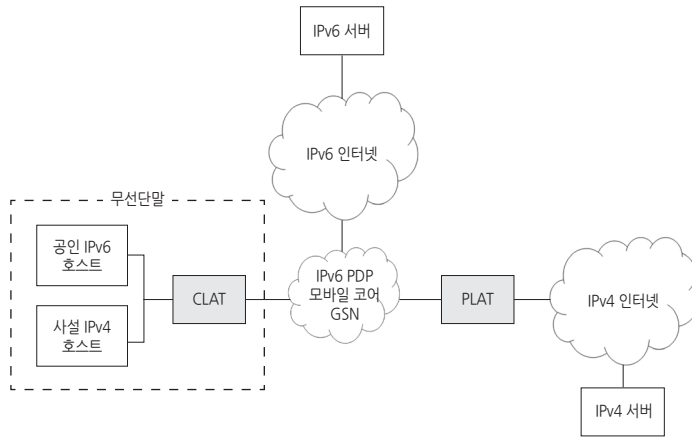 IPv6 서버
IPv6 인터넷
무선단말
공인 IPv6
호스트
사설 IPv4
호스트
CLAT
IPv6 PDP
모바일 코어
GSN
PLAT
IPv4 인터넷
IPv4 서버